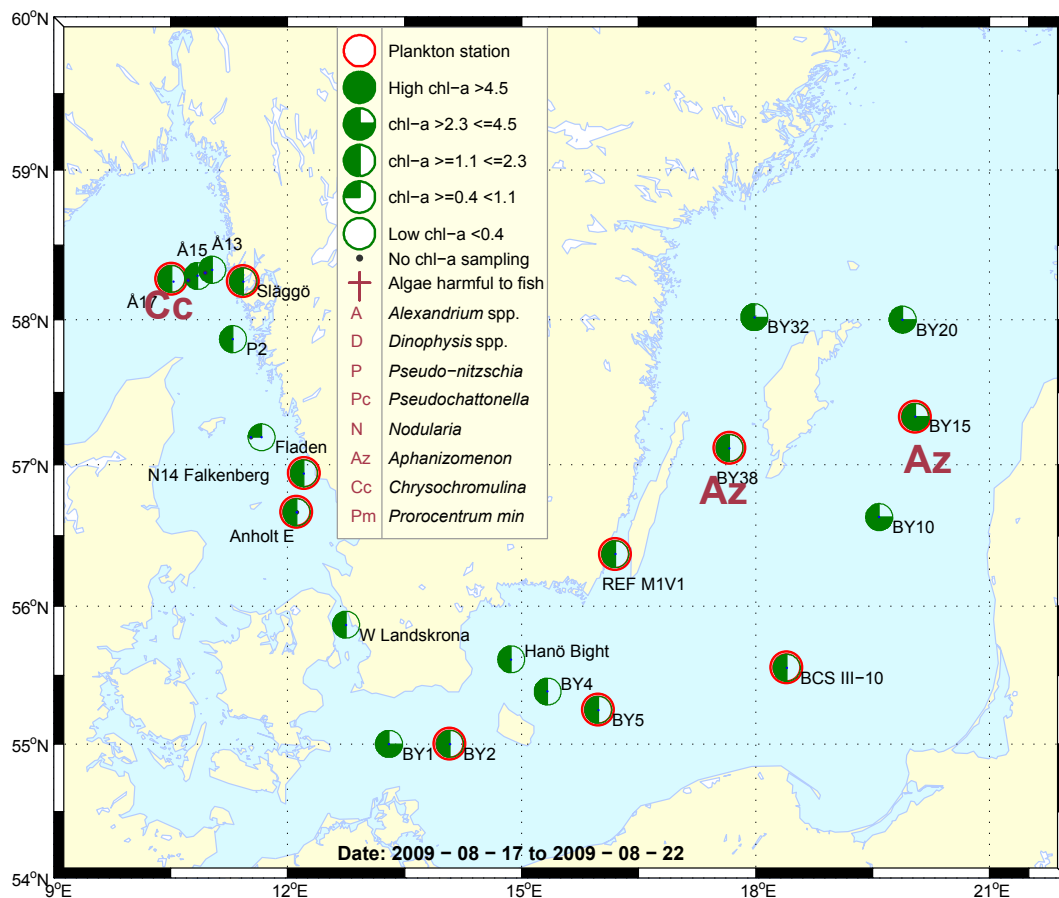 60°N
Plankton station
High chl−a >4.5
chl−a >2.3 <=4.5
59°N
chl−a >=1.1 <=2.3
chl−a >=0.4 <1.1
Low chl−a <0.4
No chl−a sampling
Algae harmful to fish
A Alexandrium spp.
D Dinophysis spp.
P Pseudo−nitzschia
Pc Pseudochattonella
N Nodularia
Az Aphanizomenon
Cc Chrysochromulina
Pm Prorocentrum min
Å15 Å13
Å17 Cc Släggö
58°N
BY32 BY20
P2
BY15
Fladen
57°N
N14 Falkenberg
BY38
Az
Az
Anholt E
BY10
REF M1V1
56°N
W Landskrona
Hanö Bight
BCS III−10
BY4
BY5
55°N
BY1 BY2
Date: 2009 − 08 − 17 to 2009 − 08 − 22
54°N
9°E 12°E 15°E 18°E 21°E